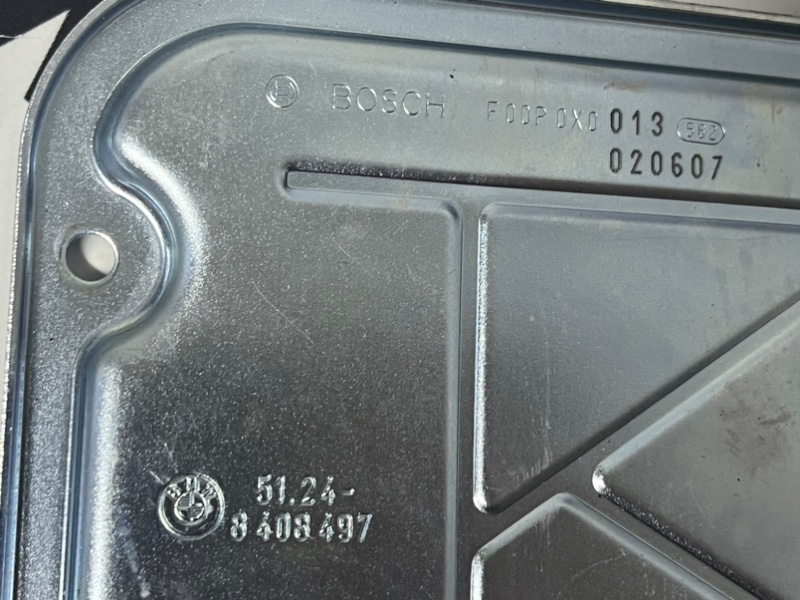 BOSCH F00P 0X0 013 562
020607
BMW
51.24-
8 408 497